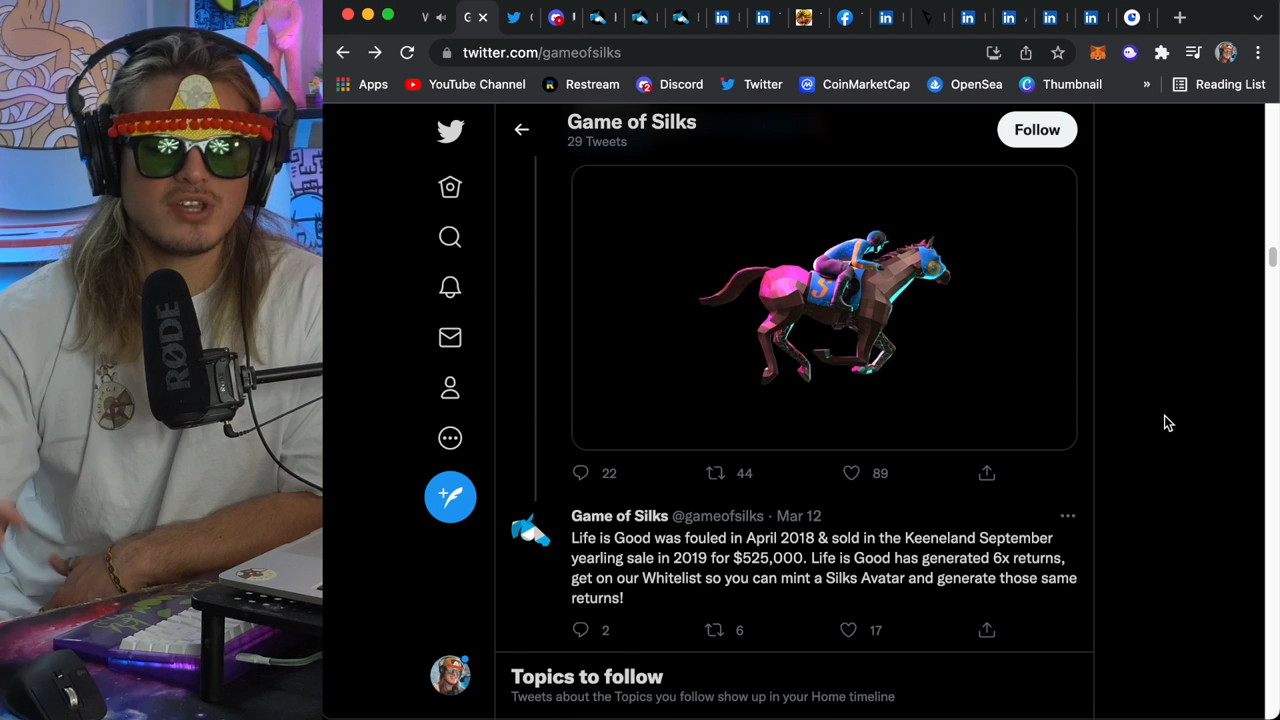 twitter.com/gameofsilks
Apps
YouTube Channel
Restream
Discord
Twitter
CoinMarketCap
OpenSea
Thumbnail
»
Reading List
Game of Silks
29 Tweets
Follow
22
44
89
Game of Silks @gameofsilks · Mar 12
Life is Good was fouled in April 2018 & sold in the Keeneland September
yearling sale in 2019 for $525,000. Life is Good has generated 6x returns,
get on our Whitelist so you can mint a Silks Avatar and generate those same
returns!
2
6
17
Topics to follow
Tweets about the Topics you follow show up in your Home timeline
RØDE